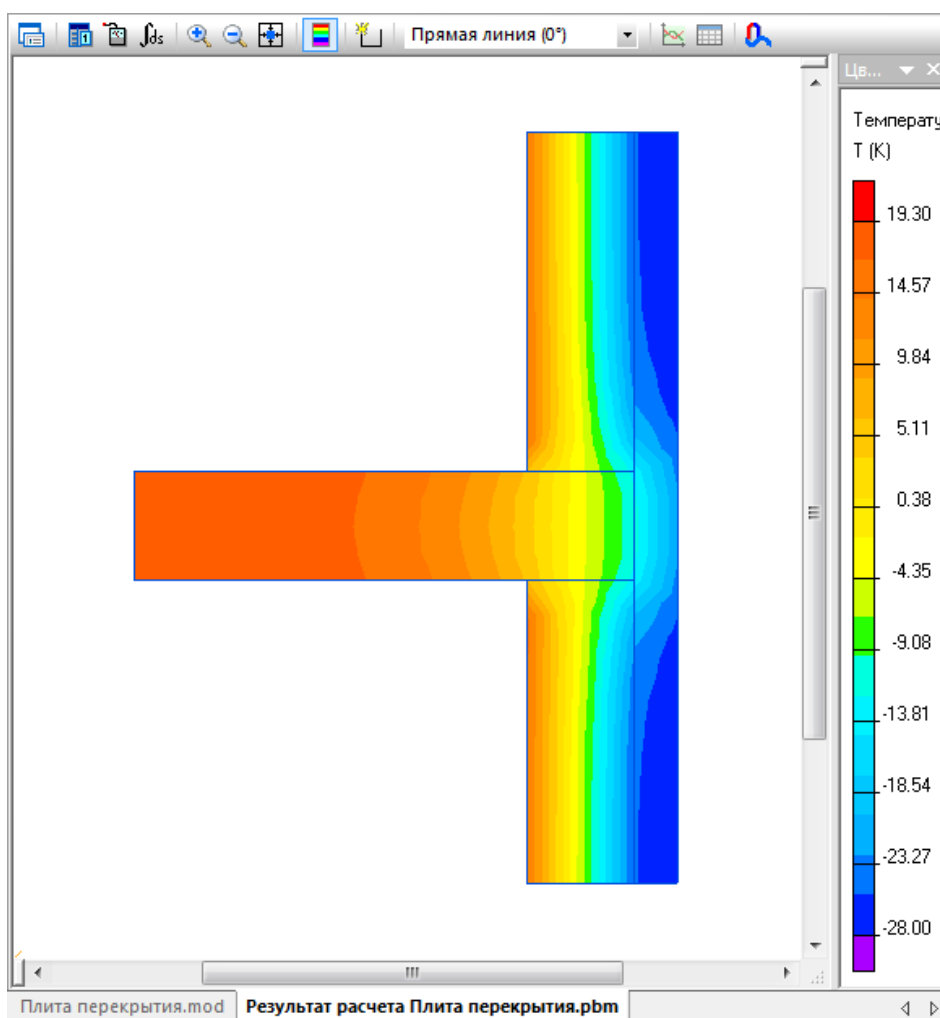 Прямая линия (0°)
Цв...
Температу
T (K)
19.30
14.57
9.84
5.11
0.38
-4.35
-9.08
-13.81
-18.54
-23.27
-28.00
Плита перекрытия.mod
Результат расчета Плита перекрытия.pbm